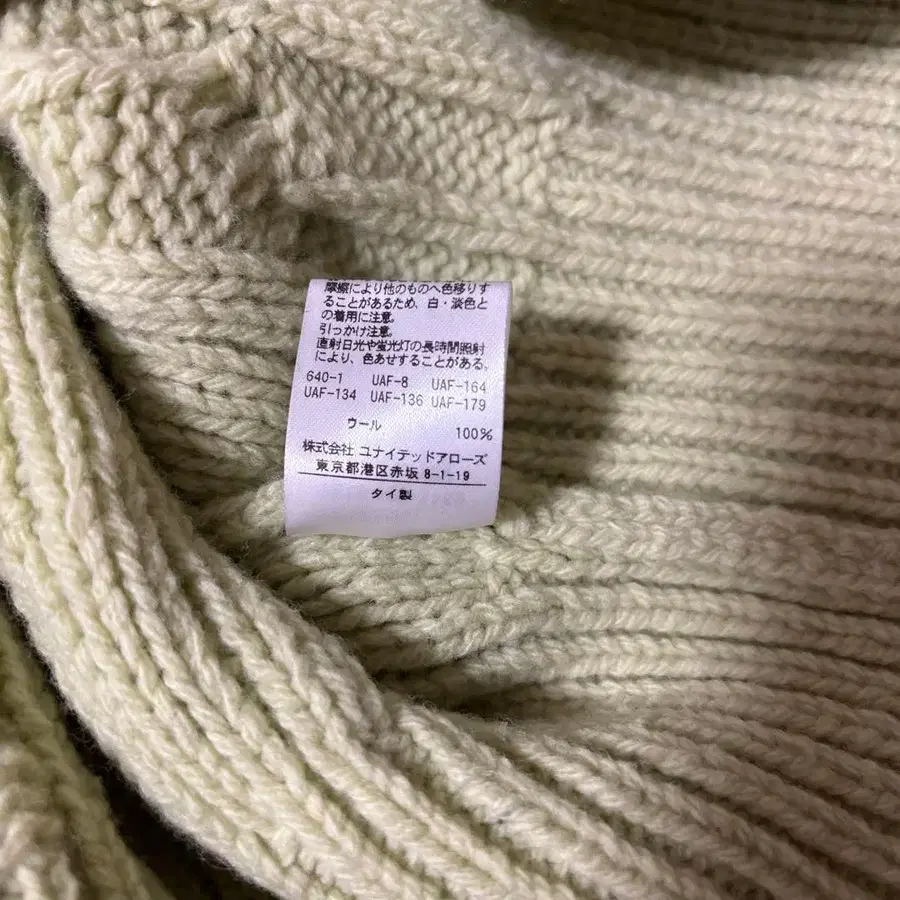 摩擦により他のものへ色移りす
ることがあるため、白・淡色と
の着用に注意。
引っかけ注意。
直射日光や蛍光灯の長時間照射
により、色あせすることがある。
640-1 UAF-8 UAF-164
UAF-134 UAF-136 UAF-179
ウール 100%
株式会社 ユナイテッドアローズ
東京都港区赤坂 8-1-19
タイ製